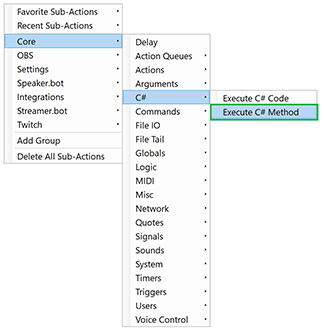 Favorite Sub-Actions
Recent Sub-Actions
Core
OBS
Settings
Speaker.bot
Integrations
Streamer.bot
Twitch
Add Group
Delete All Sub-Actions
Delay
Action Queues
Actions
Arguments
C#
Commands
File IO
File Tail
Globals
Logic
MIDI
Misc
Network
Quotes
Signals
Sounds
System
Timers
Triggers
Users
Voice Control
Execute C# Code
Execute C# Method